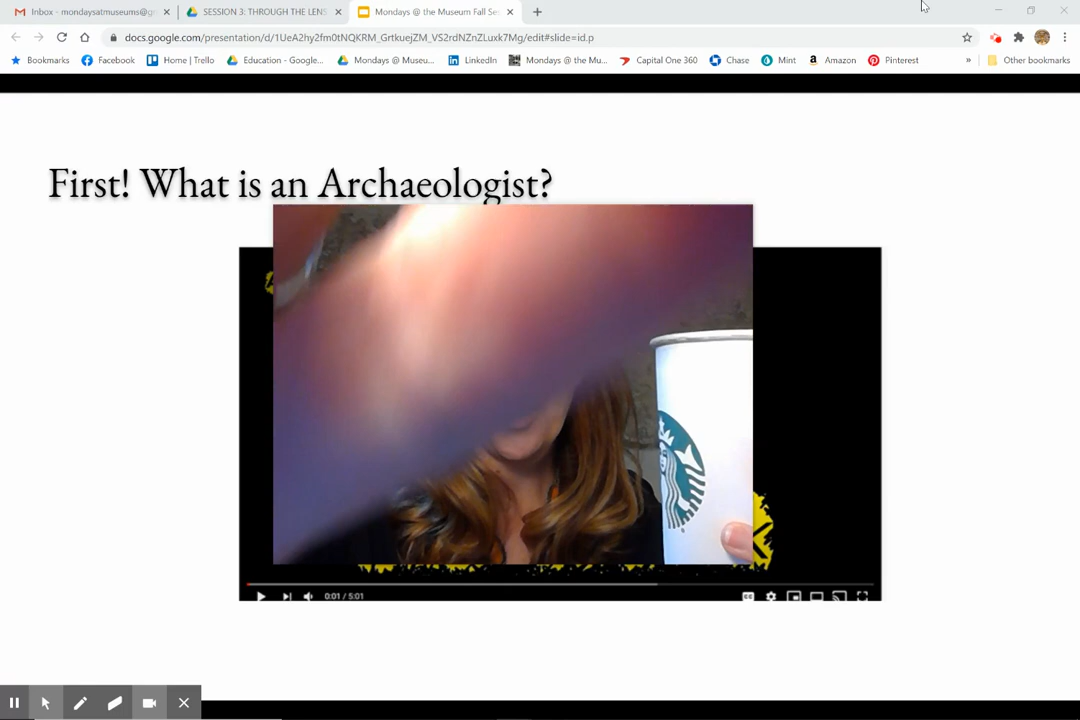 Inbox - mondaysatmuseums@g
SESSION 3: THROUGH THE LENS
Mondays @ the Museum Fall Se
docs.google.com/presentation/d/1UeA2hy2fm0tNQKRM_GrtkuejZM_VS2rdNZnZLuxk7Mg/edit#slide=id.p
Bookmarks
Facebook
Home | Trello
Education - Google...
Mondays @ Museu...
LinkedIn
Mondays @ the Mu...
Capital One 360
Chase
Mint
Amazon
Pinterest
»
Other bookmarks
First! What is an Archaeologist?
0:01 / 5:01
CC